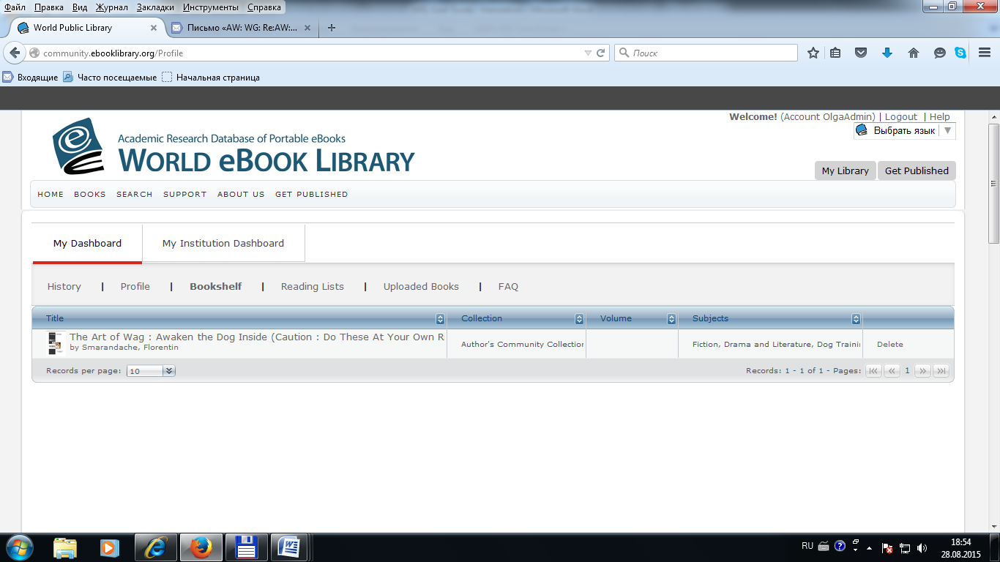 Файл Правка Вид Журнал Закладки Инструменты Справка
World Public Library
Письмо «AW: WG: Re:AW:...
community.ebooklibrary.org/Profile
Поиск
Входящие Часто посещаемые Начальная страница
Welcome! (Account OlgaAdmin) | Logout | Help
Выбрать язык
Academic Research Database of Portable eBooks
WORLD eBOOK LIBRARY
My Library Get Published
HOME BOOKS SEARCH SUPPORT ABOUT US GET PUBLISHED
My Dashboard My Institution Dashboard
History | Profile | Bookshelf | Reading Lists | Uploaded Books | FAQ
Title Collection Volume Subjects
The Art of Wag : Awaken the Dog Inside (Caution : Do These At Your Own R
by Smarandache, Florentin
Author's Community Collection
Fiction, Drama and Literature, Dog Traini
Delete
Records per page: 10
Records: 1 - 1 of 1 - Pages: 1
RU
18:54
28.08.2015